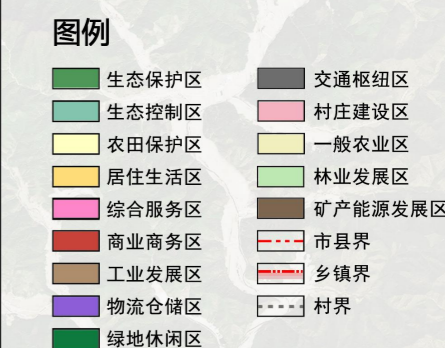 图例
生态保护区
生态控制区
农田保护区
居住生活区
综合服务区
商业商务区
工业发展区
物流仓储区
绿地休闲区
交通枢纽区
村庄建设区
一般农业区
林业发展区
矿产能源发展区
市县界
乡镇界
村界